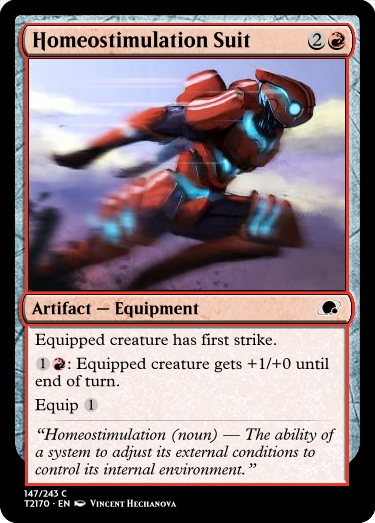 Homeostimulation Suit 2
Artifact — Equipment
Equipped creature has first strike.
1: Equipped creature gets +1/+0 until
end of turn.
Equip 1
“Homeostimulation (noun) — The ability of
a system to adjust its external conditions to
control its internal environment.”
147/243 C
T2170 · EN Vincent Hechanova